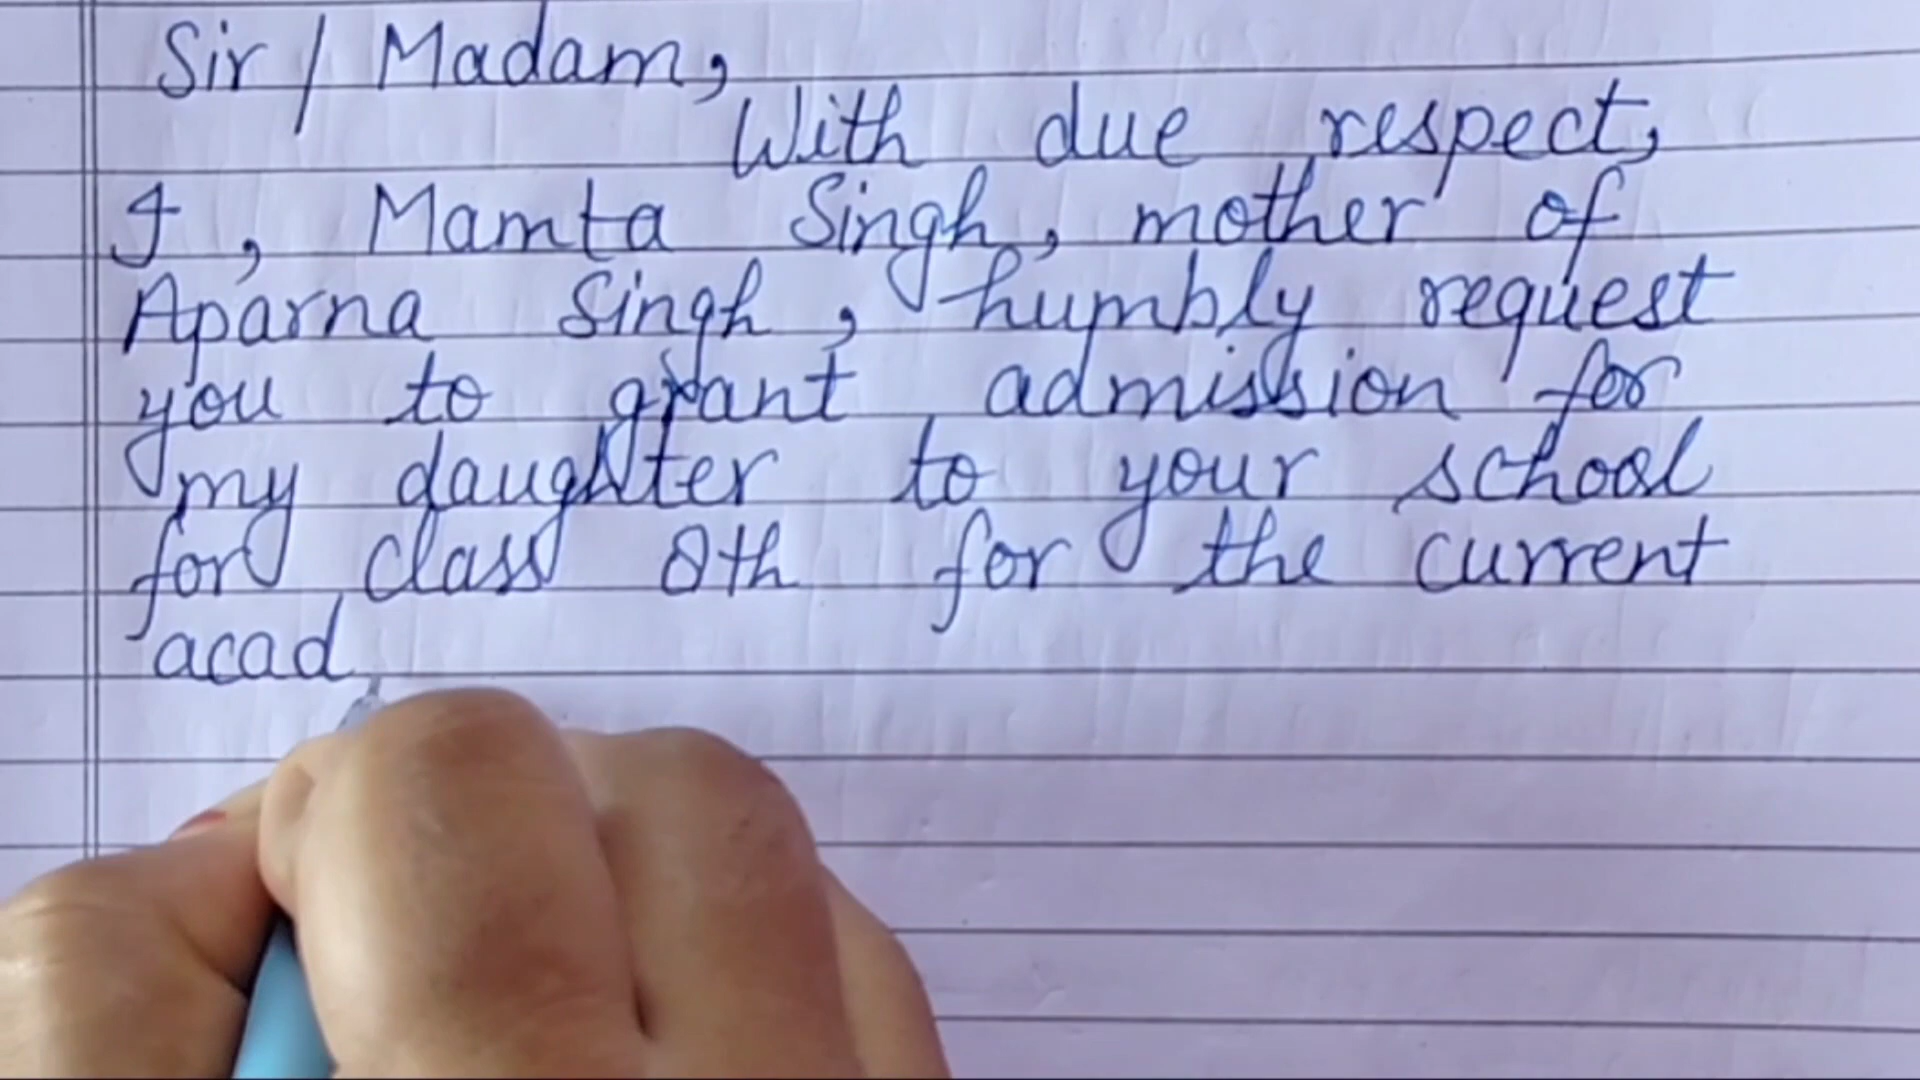 Sir / Madam,
With due respect,
I, Mamta Singh, mother of
Aparna Singh, humbly request
you to grant admission for
my daughter to your school
for class 8th for the current
acad